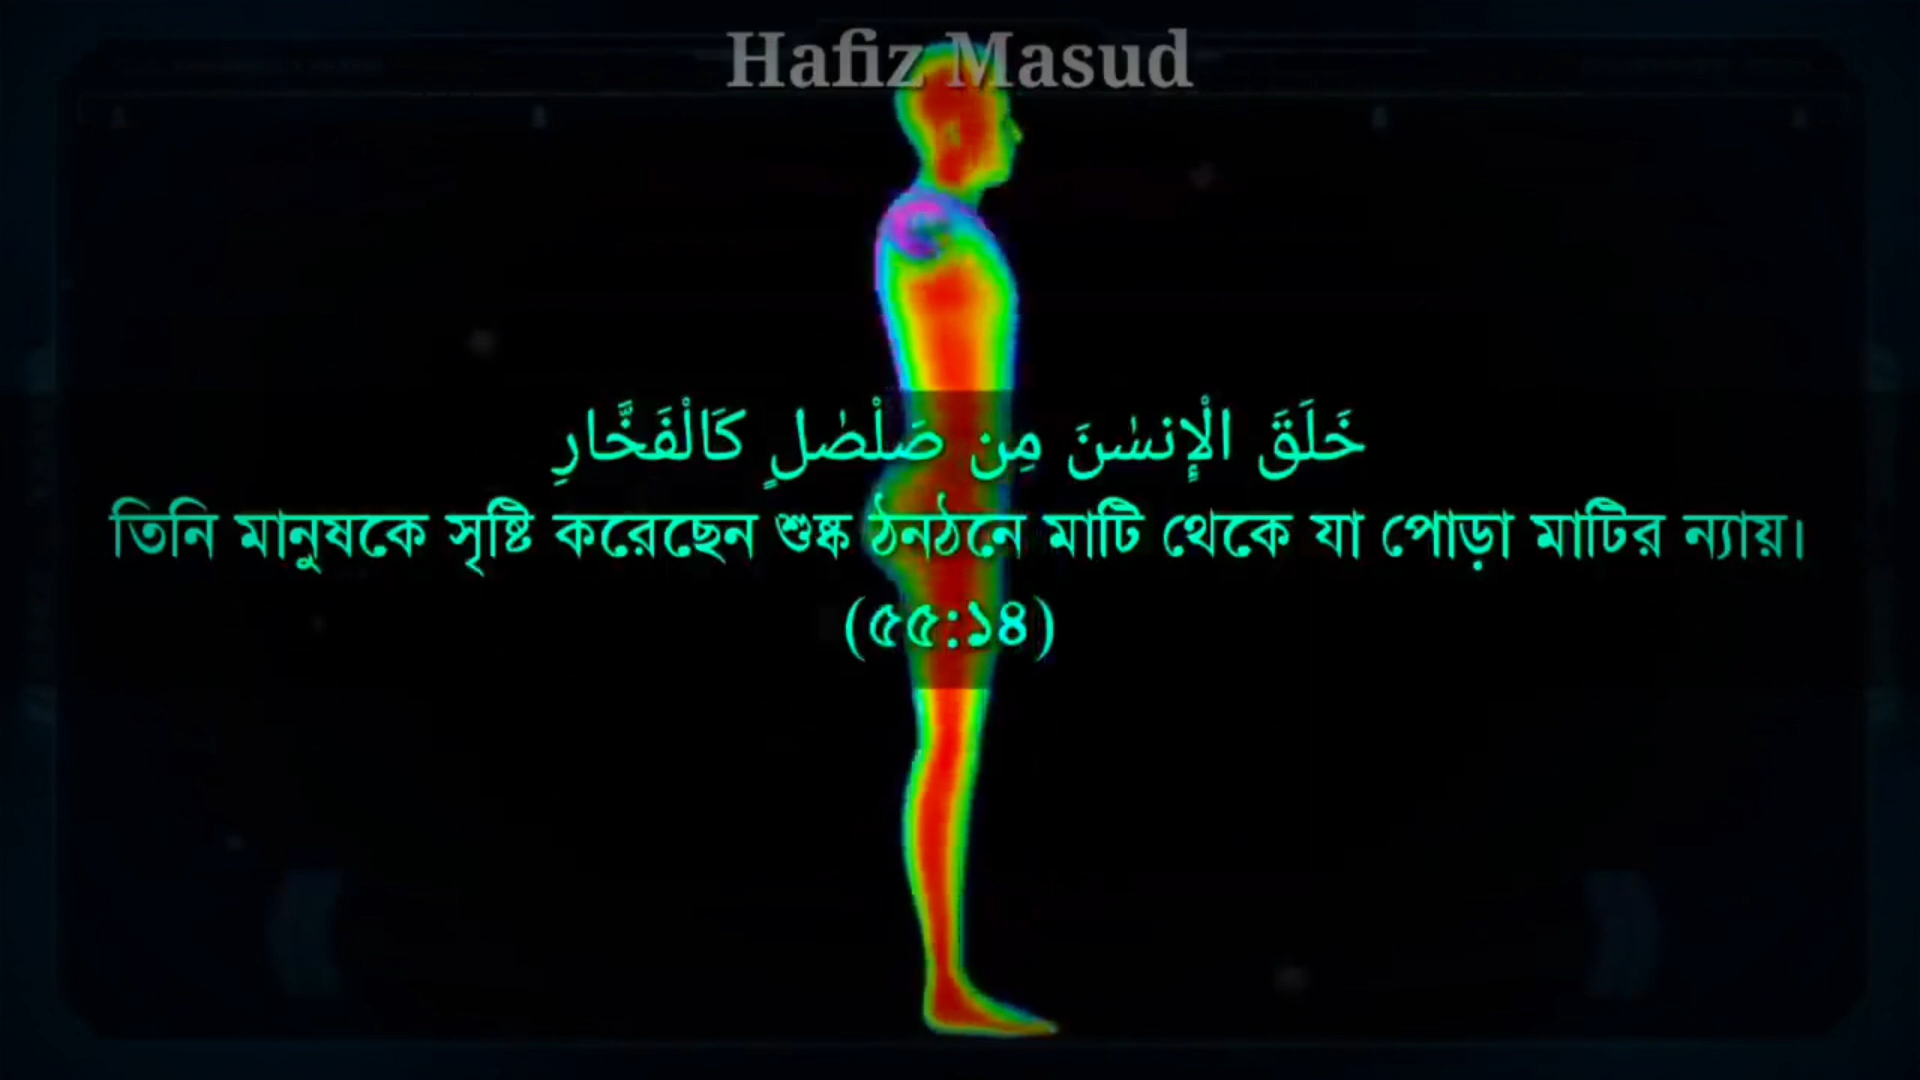 Hafiz Masud
خَلَقَ الْإِنسٰنَ مِن صَلْصٰلٍ كَالْفَخَّارِ
তিনি মানুষকে সৃষ্টি করেছেন শুষ্ক ঠনঠনে মাটি থেকে যা পোড়া মাটির ন্যায়।
(৫৫:১৪)